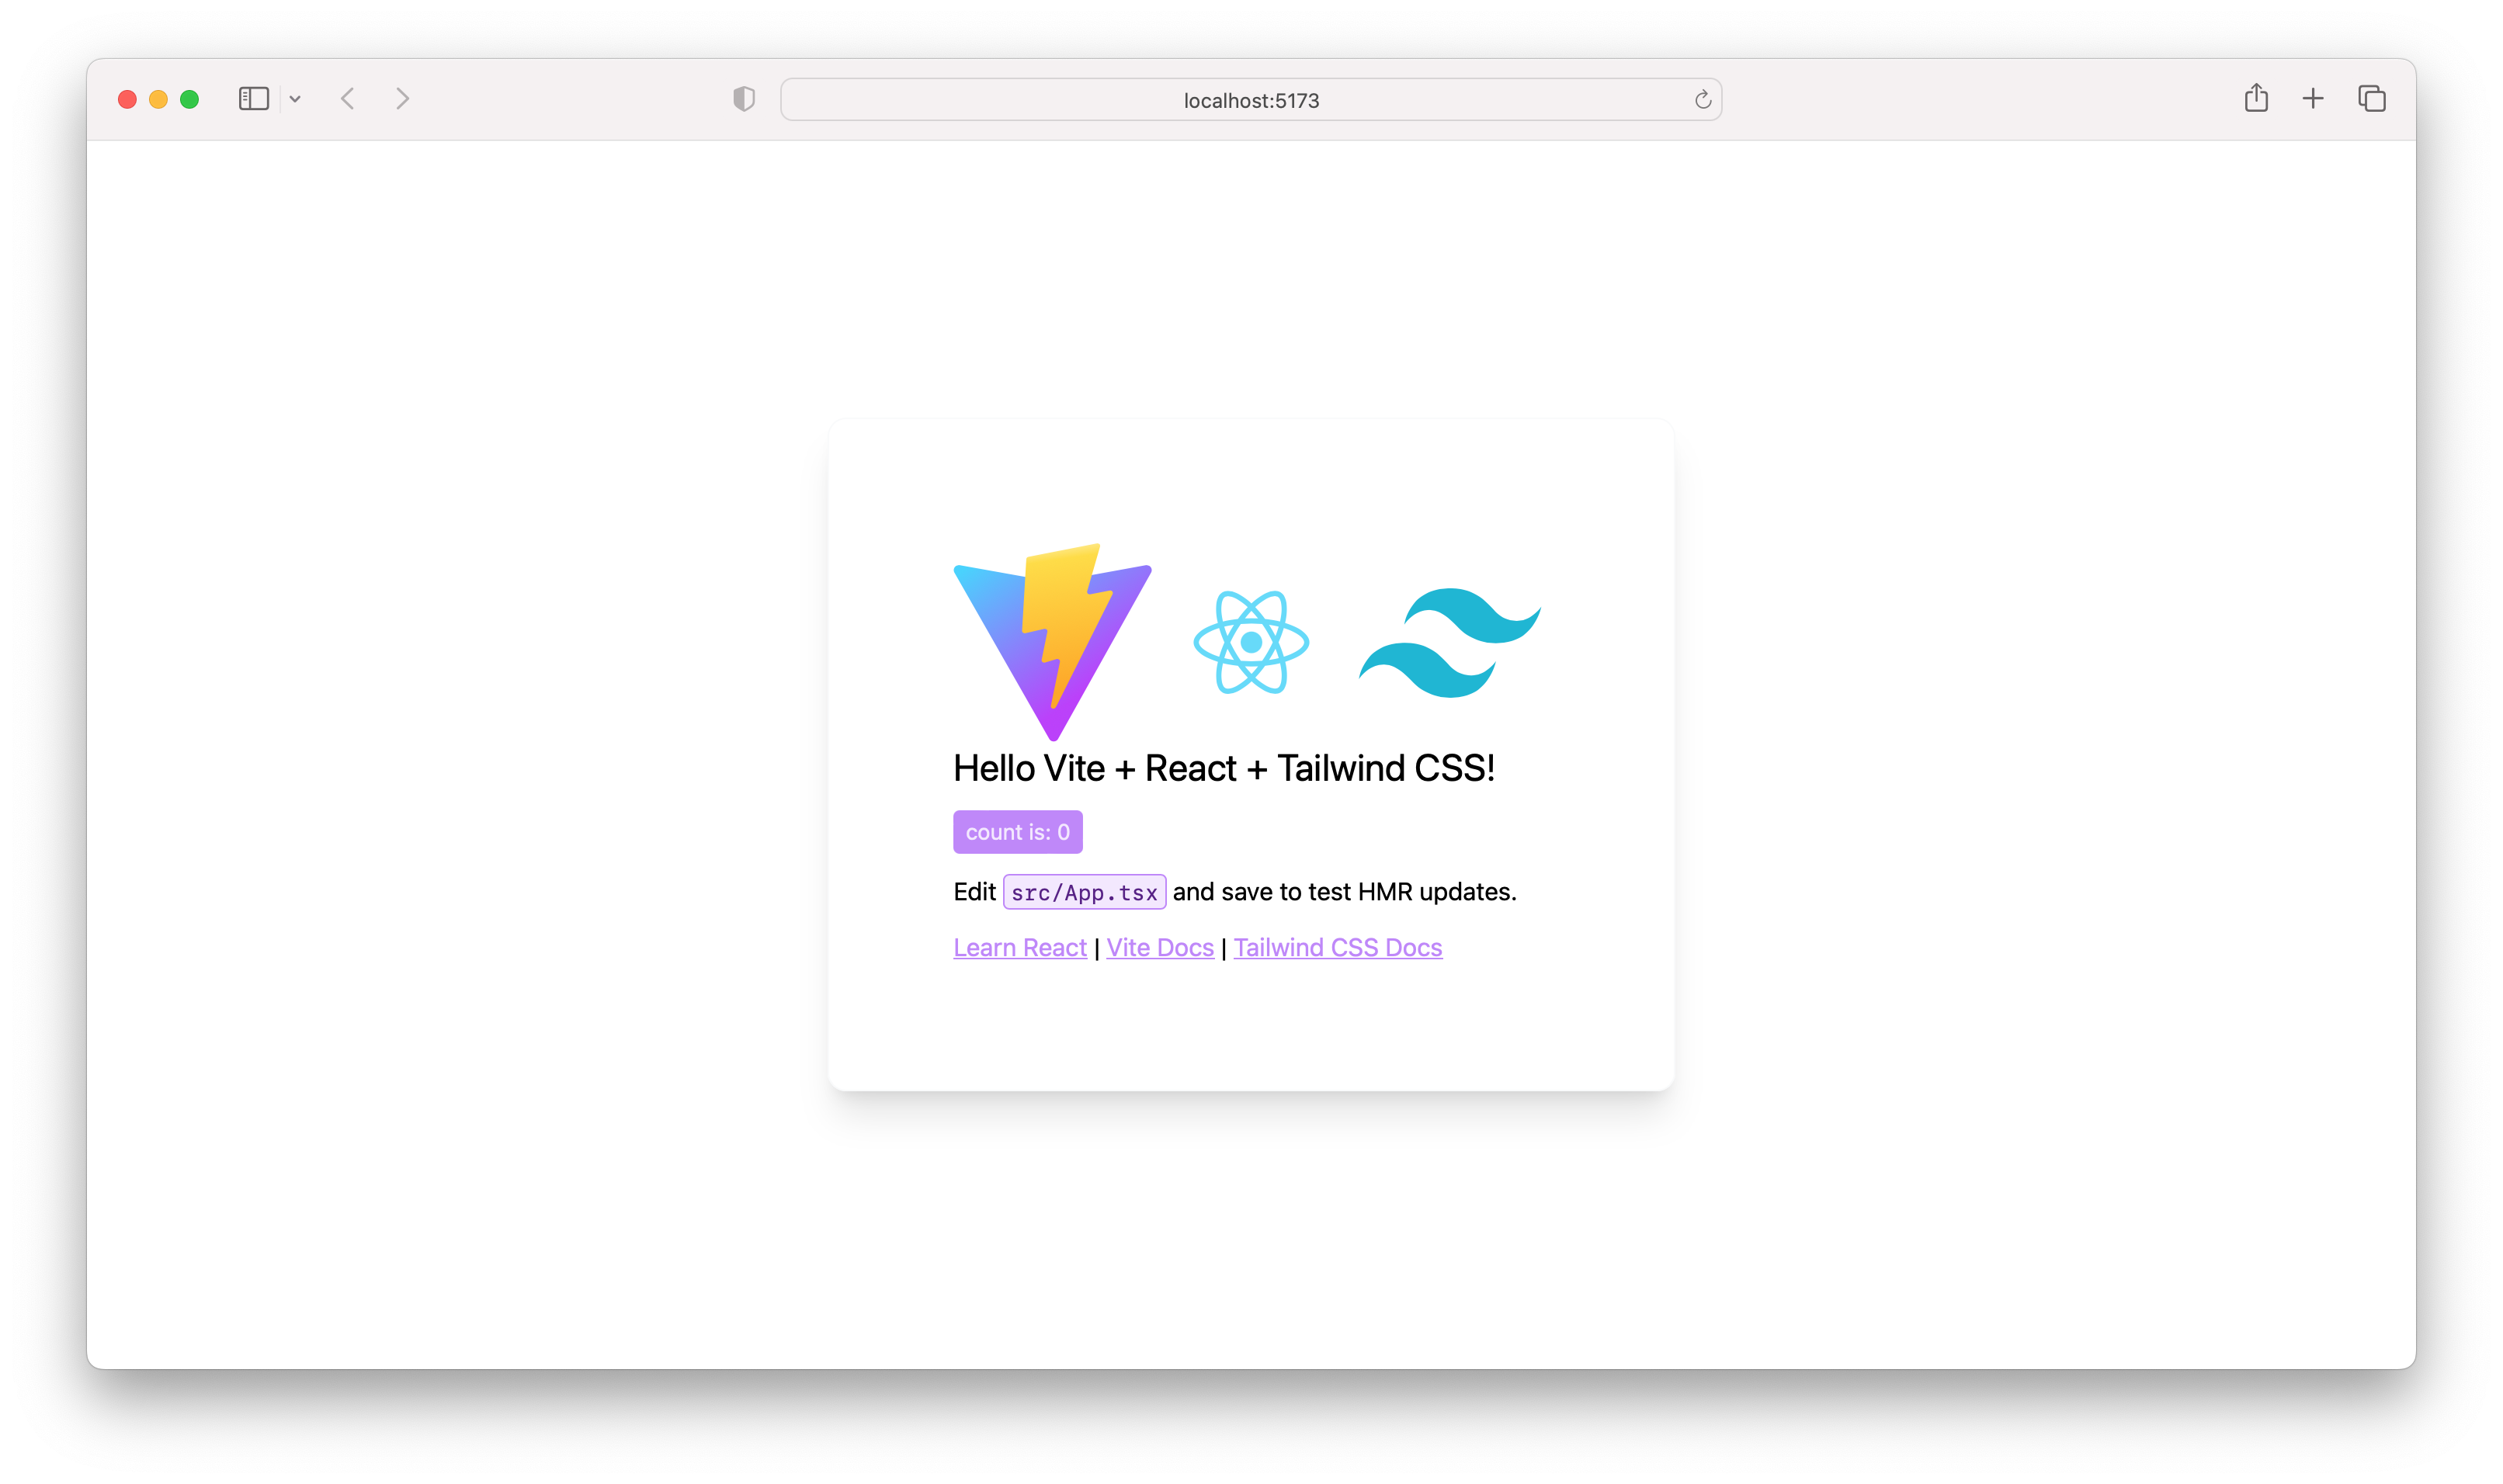 localhost:5173
Hello Vite + React + Tailwind CSS!
count is: 0
Edit src/App.tsx and save to test HMR updates.
Learn React | Vite Docs | Tailwind CSS Docs